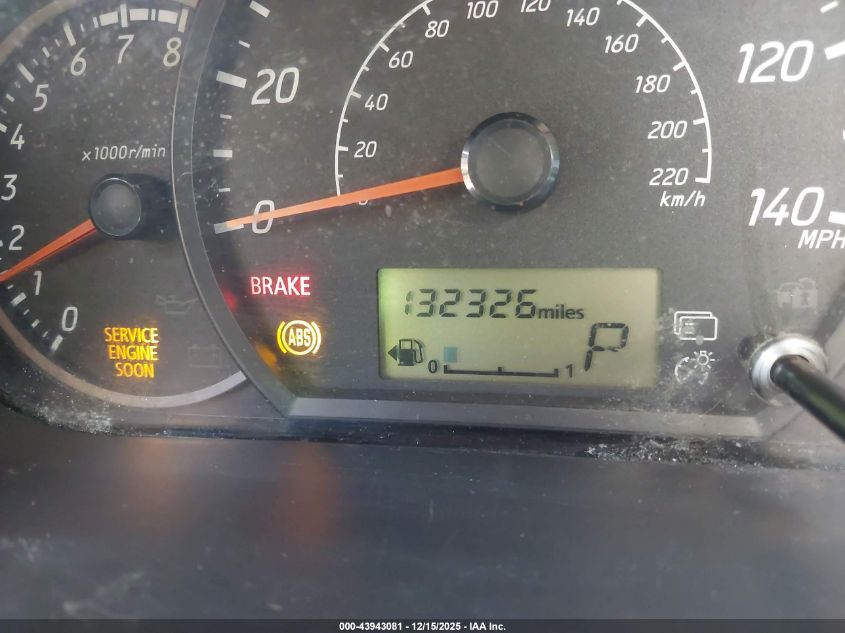 8
7
6
5
4
3
2
1
0
x1000r/min
SERVICE
ENGINE
SOON
20
0
BRAKE
ABS
20
40
60
80
100
120
140
160
180
200
220
km/h
120
140
MPH
132326 miles
P
0 1
000-43943081 - 12/15/2025 - IAA Inc.